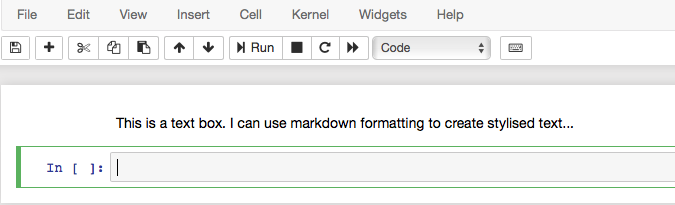 File Edit View Insert Cell Kernel Widgets Help
Run Code
This is a text box. I can use markdown formatting to create stylised text...
In [ ]: